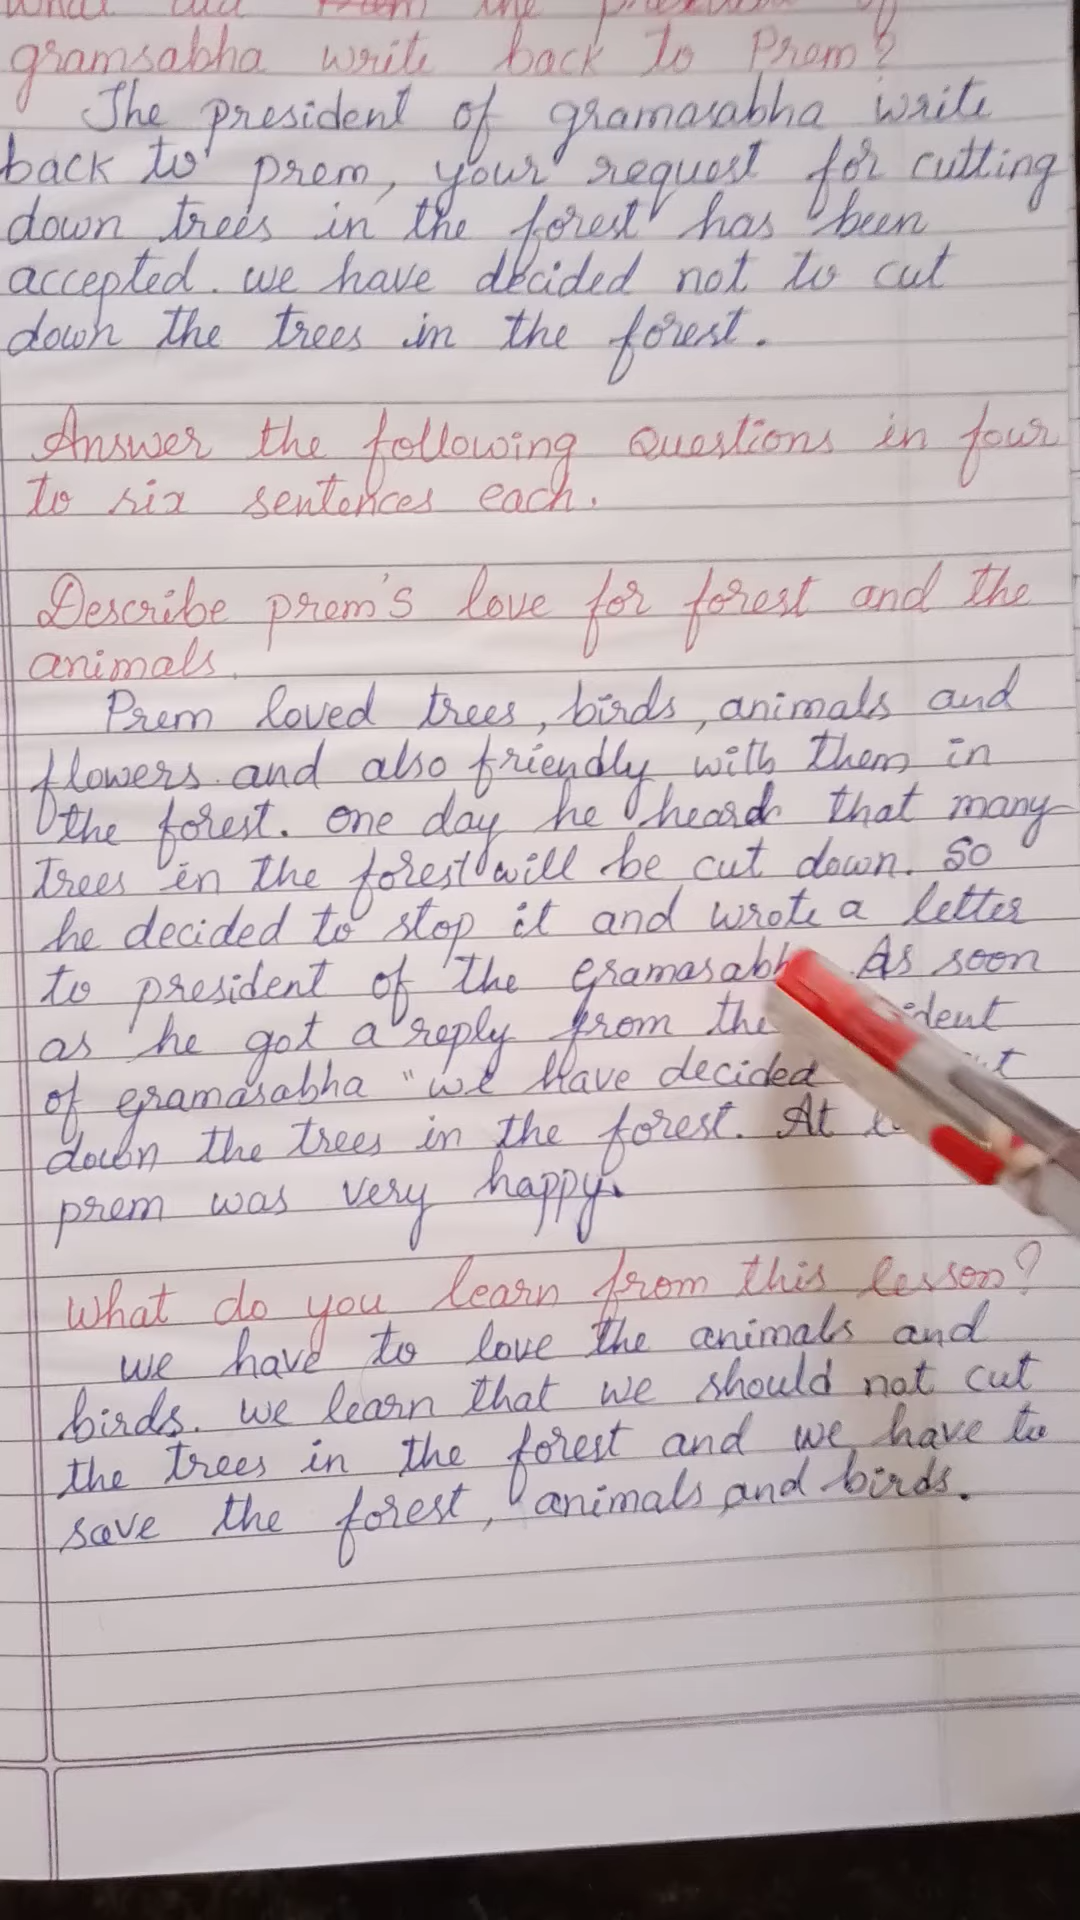 What did the of
gramsabha write back to Prem?
The president of gramasabha write
back to prem, your request for cutting
down trees in the forest has been
accepted. we have decided not to cut
down the trees in the forest.
Answer the following Questions in four
to six sentences each.
Describe prem's love for forest and the
animals.
Prem loved trees, birds, animals and
flowers. and also friendly with them in
the forest. one day he heard that many
trees in the forest will be cut down. So
he decided to stop it and wrote a letter
to president of the gramasabh As soon
as he got a reply from the ident
of gramasabha "we have decided
down the trees in the forest. At
prem was very happy.
What do you learn from this lesson?
we have to love the animals and
birds. we learn that we should not cut
the trees in the forest and we have to
save the forest, animals and birds.